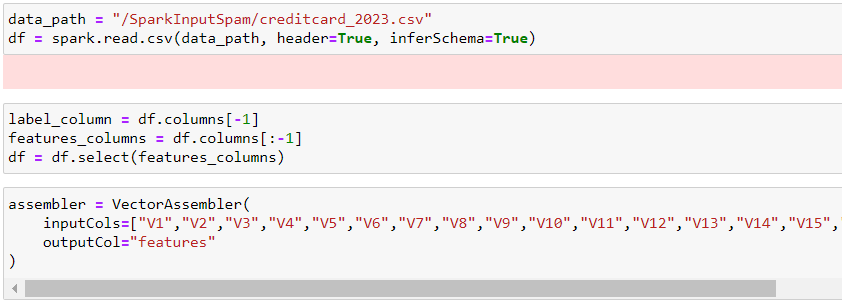 data_path = "/SparkInputSpam/creditcard_2023.csv"
df = spark.read.csv(data_path, header=True, inferSchema=True)
label_column = df.columns[-1]
features_columns = df.columns[:-1]
df = df.select(features_columns)
assembler = VectorAssembler(
    inputCols=["V1","V2","V3","V4","V5","V6","V7","V8","V9","V10","V11","V12","V13","V14","V15",
    outputCol="features"
)